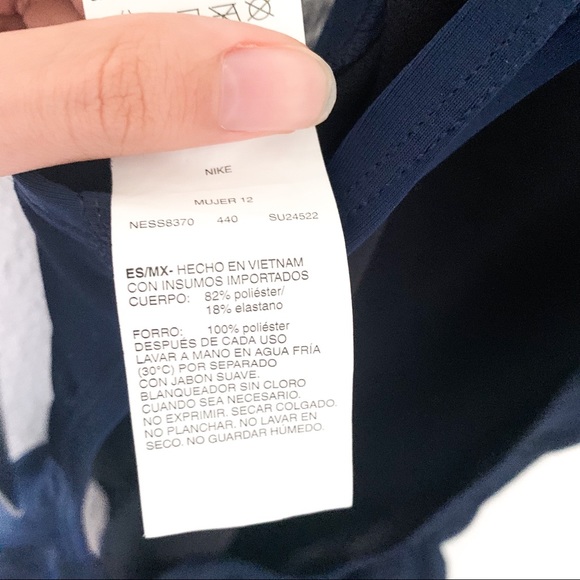 NIKE
MUJER 12
NESS8370 440 SU24522
ES/MX- HECHO EN VIETNAM
CON INSUMOS IMPORTADOS
CUERPO: 82% poliéster/
18% elastano
FORRO: 100% poliéster
DESPUÉS DE CADA USO
LAVAR A MANO EN AGUA FRÍA
(30°C) POR SEPARADO
CON JABON SUAVE.
BLANQUEADOR SIN CLORO
CUANDO SEA NECESARIO.
NO EXPRIMIR. SECAR COLGADO.
NO PLANCHAR. NO LAVAR EN
SECO. NO GUARDAR HÚMEDO.